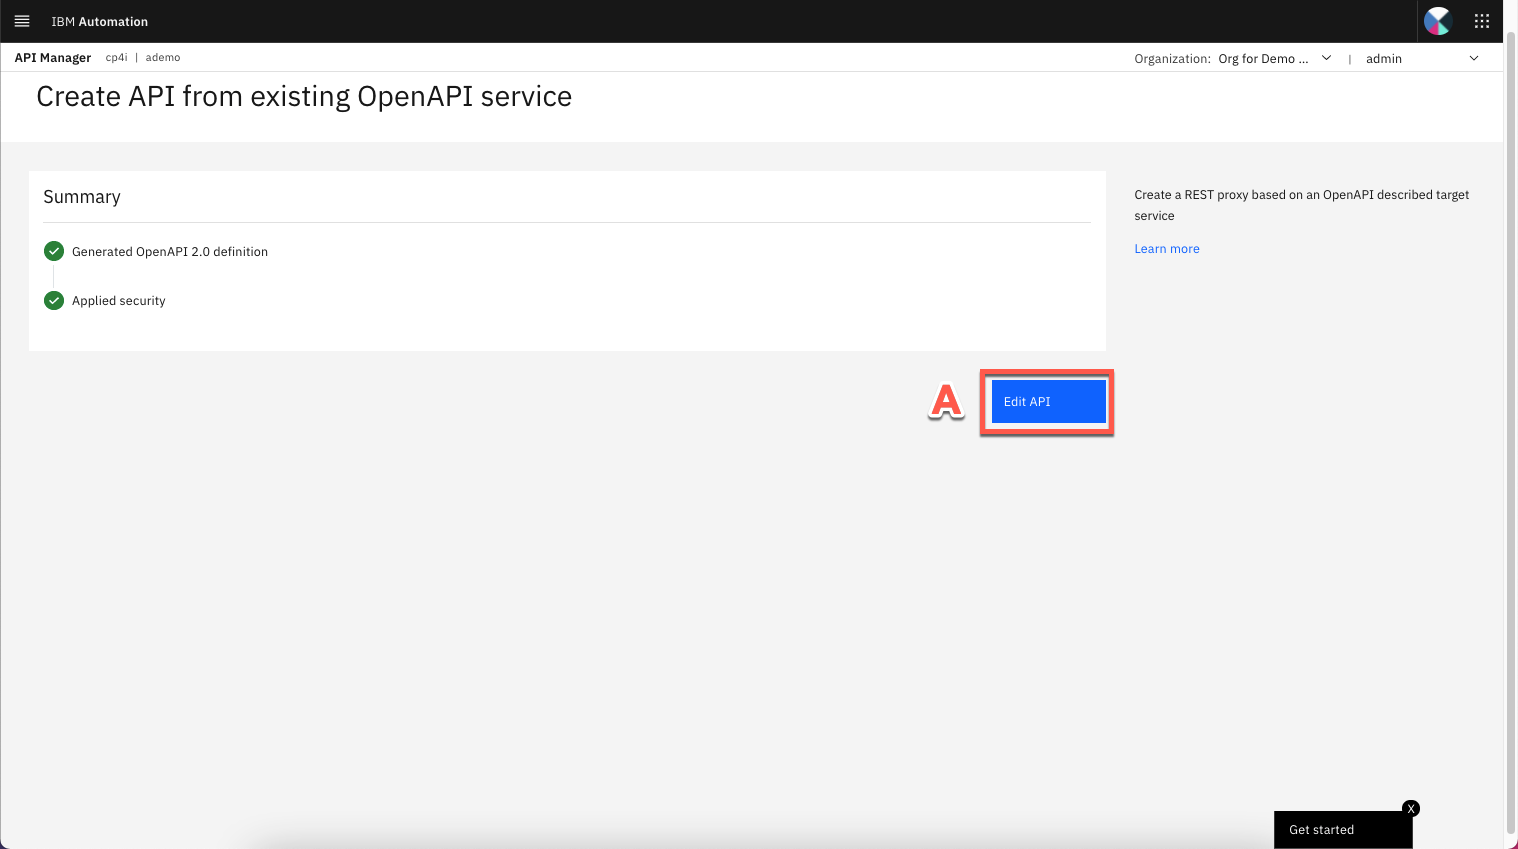 IBM Automation
API Manager cp4i | ademo
Organization: Org for Demo ... | admin
Create API from existing OpenAPI service
Summary
Generated OpenAPI 2.0 definition
Applied security
Create a REST proxy based on an OpenAPI described target
service
Learn more
A
Edit API
X
Get started